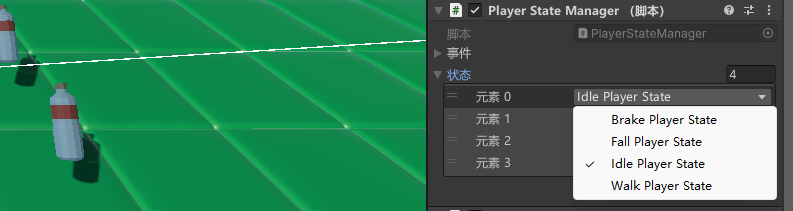 Player State Manager （脚本）
脚本 PlayerStateManager
事件
状态 4
元素 0 Idle Player State
元素 1 Brake Player State
元素 2 Fall Player State
元素 3 Idle Player State
Walk Player State